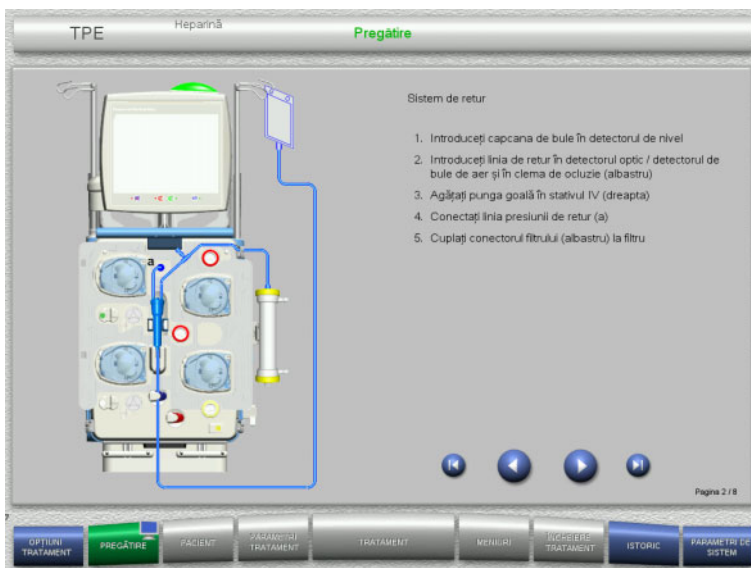 TPE
Heparină
Pregătire
Sistem de retur
1. Introduceți capcana de bule în detectorul de nivel
2. Introduceți linia de retur în detectorul optic / detectorul de
bule de aer și în clema de ocluzie (albastru)
3. Agățați punga goală în stativul IV (dreapta)
4. Conectați linia presiunii de retur (a)
5. Cuplați conectorul filtrului (albastru) la filtru
a
Pagina 2 / 8
OPȚIUNI
TRATAMENT
PREGĂTIRE
PACIENT
PARAMETRI
TRATAMENT
TRATAMENT
MENIURI
ÎNCHEIERE
TRATAMENT
ISTORIC
PARAMETRI DE
SISTEM